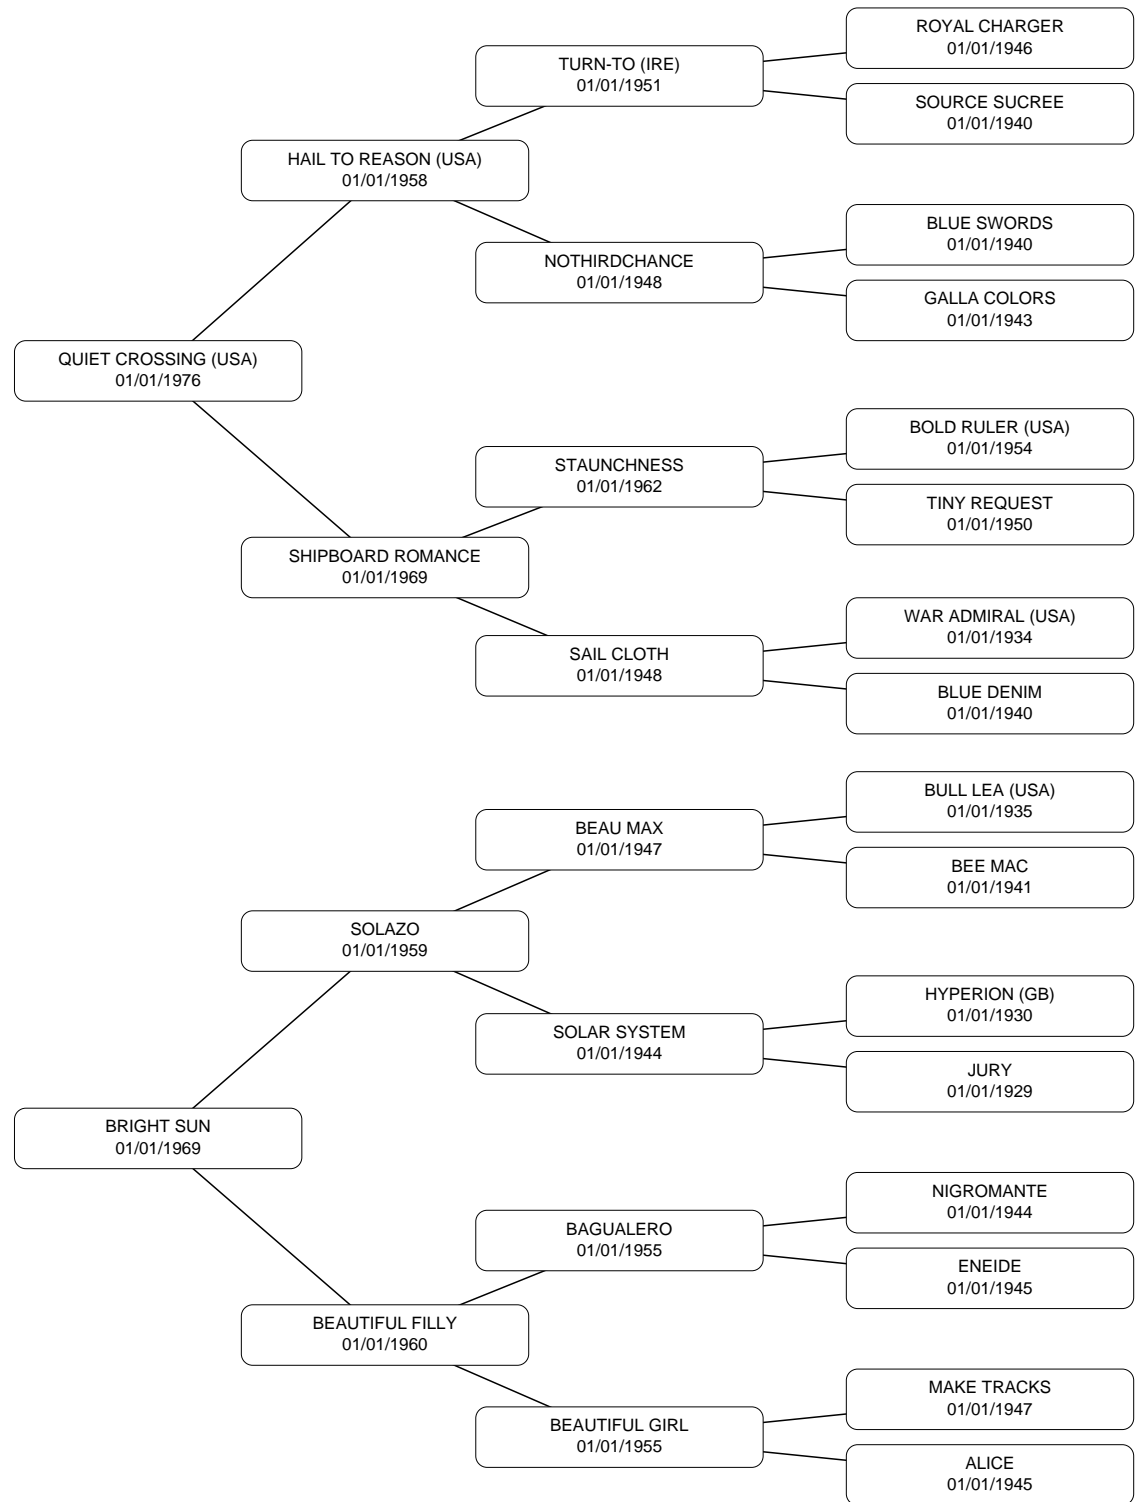 ROYAL CHARGER
01/01/1946
TURN-TO (IRE)
01/01/1951
SOURCE SUCREE
01/01/1940
HAIL TO REASON (USA)
01/01/1958
BLUE SWORDS
01/01/1940
NOTHIRDCHANCE
01/01/1948
GALLA COLORS
01/01/1943
QUIET CROSSING (USA)
01/01/1976
BOLD RULER (USA)
01/01/1954
STAUNCHNESS
01/01/1962
TINY REQUEST
01/01/1950
SHIPBOARD ROMANCE
01/01/1969
WAR ADMIRAL (USA)
01/01/1934
SAIL CLOTH
01/01/1948
BLUE DENIM
01/01/1940
BULL LEA (USA)
01/01/1935
BEAU MAX
01/01/1947
BEE MAC
01/01/1941
SOLAZO
01/01/1959
HYPERION (GB)
01/01/1930
SOLAR SYSTEM
01/01/1944
JURY
01/01/1929
BRIGHT SUN
01/01/1969
NIGROMANTE
01/01/1944
BAGUALERO
01/01/1955
ENEIDE
01/01/1945
BEAUTIFUL FILLY
01/01/1960
MAKE TRACKS
01/01/1947
BEAUTIFUL GIRL
01/01/1955
ALICE
01/01/1945